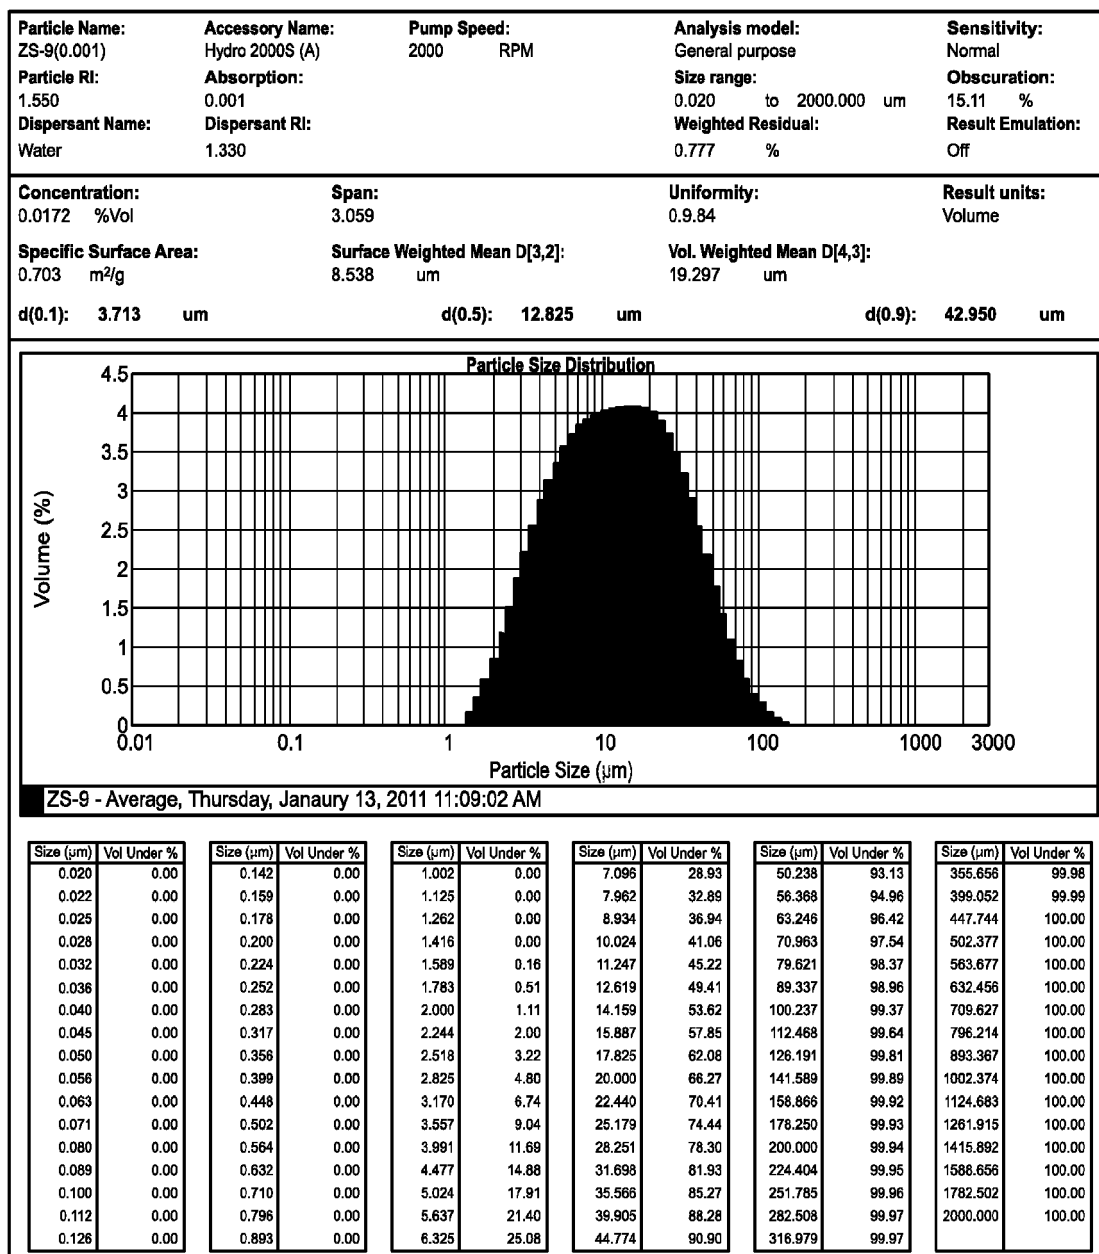 Particle Name: Accessory Name: Pump Speed: Analysis model: Sensitivity:
ZS-9(0.001) Hydro 2000S (A) 2000 RPM General purpose Normal
Particle RI: Absorption: Size range: Obscuration:
1.550 0.001 0.020 to 2000.000 um 15.11 %
Dispersant Name: Dispersant RI: Weighted Residual: Result Emulation:
Water 1.330 0.777 % Off
Concentration: Span: Uniformity: Result units:
0.0172 %Vol 3.059 0.9.84 Volume
Specific Surface Area: Surface Weighted Mean D[3,2]: Vol. Weighted Mean D[4,3]:
0.703 m²/g 8.538 um 19.297 um
d(0.1): 3.713 um d(0.5): 12.825 um d(0.9): 42.950 um
Particle Size Distribution
4.5
4
3.5
3
2.5
2
1.5
1
0.5
0
Volume (%)
0.01 0.1 1 10 100 1000 3000
Particle Size (µm)
ZS-9 - Average, Thursday, Janaury 13, 2011 11:09:02 AM
Size (µm) Vol Under % Size (µm) Vol Under % Size (µm) Vol Under % Size (µm) Vol Under % Size (µm) Vol Under % Size (µm) Vol Under %
0.020 0.00 0.142 0.00 1.002 0.00 7.096 28.93 50.238 93.13 355.656 99.98
0.022 0.00 0.159 0.00 1.125 0.00 7.962 32.89 56.368 94.96 399.052 99.99
0.025 0.00 0.178 0.00 1.262 0.00 8.934 36.94 63.246 96.42 447.744 100.00
0.028 0.00 0.200 0.00 1.416 0.00 10.024 41.06 70.963 97.54 502.377 100.00
0.032 0.00 0.224 0.00 1.589 0.16 11.247 45.22 79.621 98.37 563.677 100.00
0.036 0.00 0.252 0.00 1.783 0.51 12.619 49.41 89.337 98.96 632.456 100.00
0.040 0.00 0.283 0.00 2.000 1.11 14.159 53.62 100.237 99.37 709.627 100.00
0.045 0.00 0.317 0.00 2.244 2.00 15.887 57.85 112.468 99.64 796.214 100.00
0.050 0.00 0.356 0.00 2.518 3.22 17.825 62.08 126.191 99.81 893.367 100.00
0.056 0.00 0.399 0.00 2.825 4.80 20.000 66.27 141.589 99.89 1002.374 100.00
0.063 0.00 0.448 0.00 3.170 6.74 22.440 70.41 158.866 99.92 1124.683 100.00
0.071 0.00 0.502 0.00 3.557 9.04 25.179 74.44 178.250 99.93 1261.915 100.00
0.080 0.00 0.564 0.00 3.991 11.69 28.251 78.30 200.000 99.94 1415.892 100.00
0.089 0.00 0.632 0.00 4.477 14.88 31.698 81.93 224.404 99.95 1588.656 100.00
0.100 0.00 0.710 0.00 5.024 17.91 35.566 85.27 251.785 99.96 1782.502 100.00
0.112 0.00 0.796 0.00 5.637 21.40 39.905 88.28 282.508 99.97 2000.000 100.00
0.126 0.00 0.893 0.00 6.325 25.08 44.774 90.90 316.979 99.97